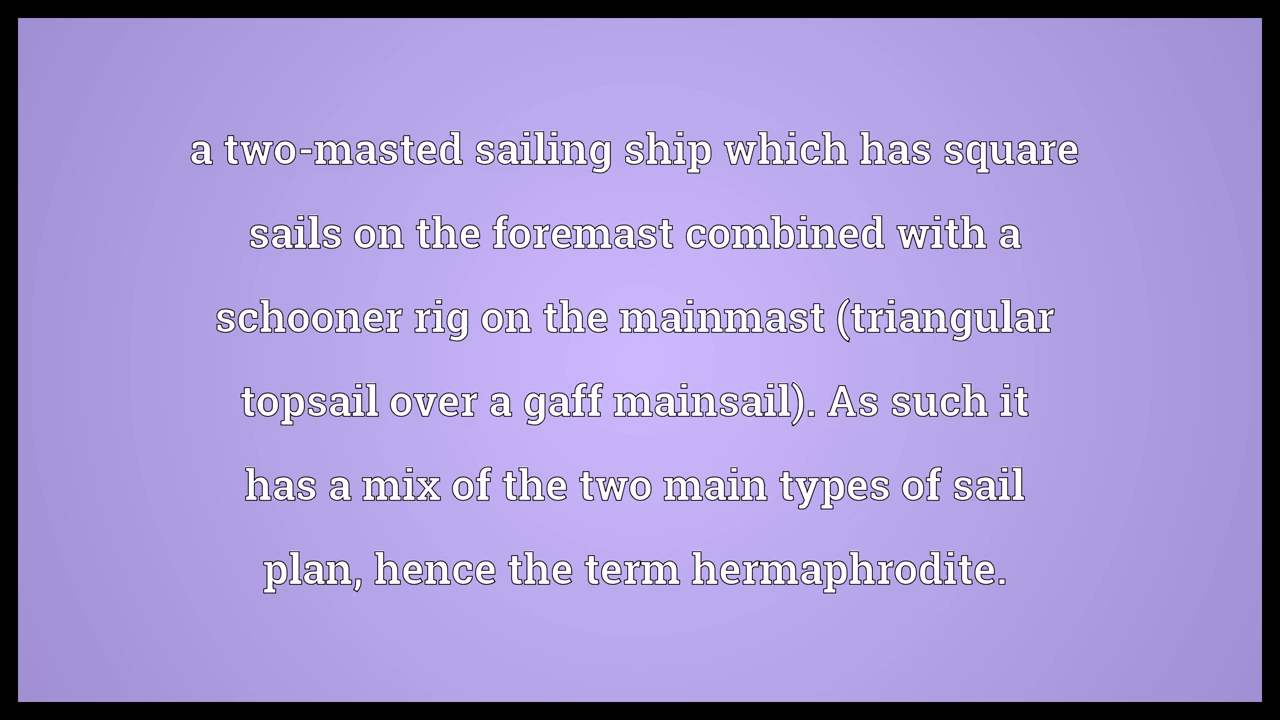 a two-masted sailing ship which has square
sails on the foremast combined with a
schooner rig on the mainmast (triangular
topsail over a gaff mainsail). As such it
has a mix of the two main types of sail
plan, hence the term hermaphrodite.